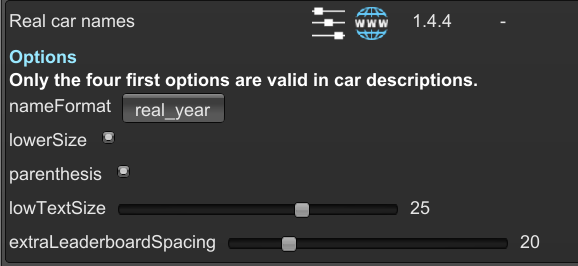 Real car names WWW 1.4.4 -
Options
Only the four first options are valid in car descriptions.
nameFormat real_year
lowerSize
parenthesis
lowTextSize 25
extraLeaderboardSpacing 20